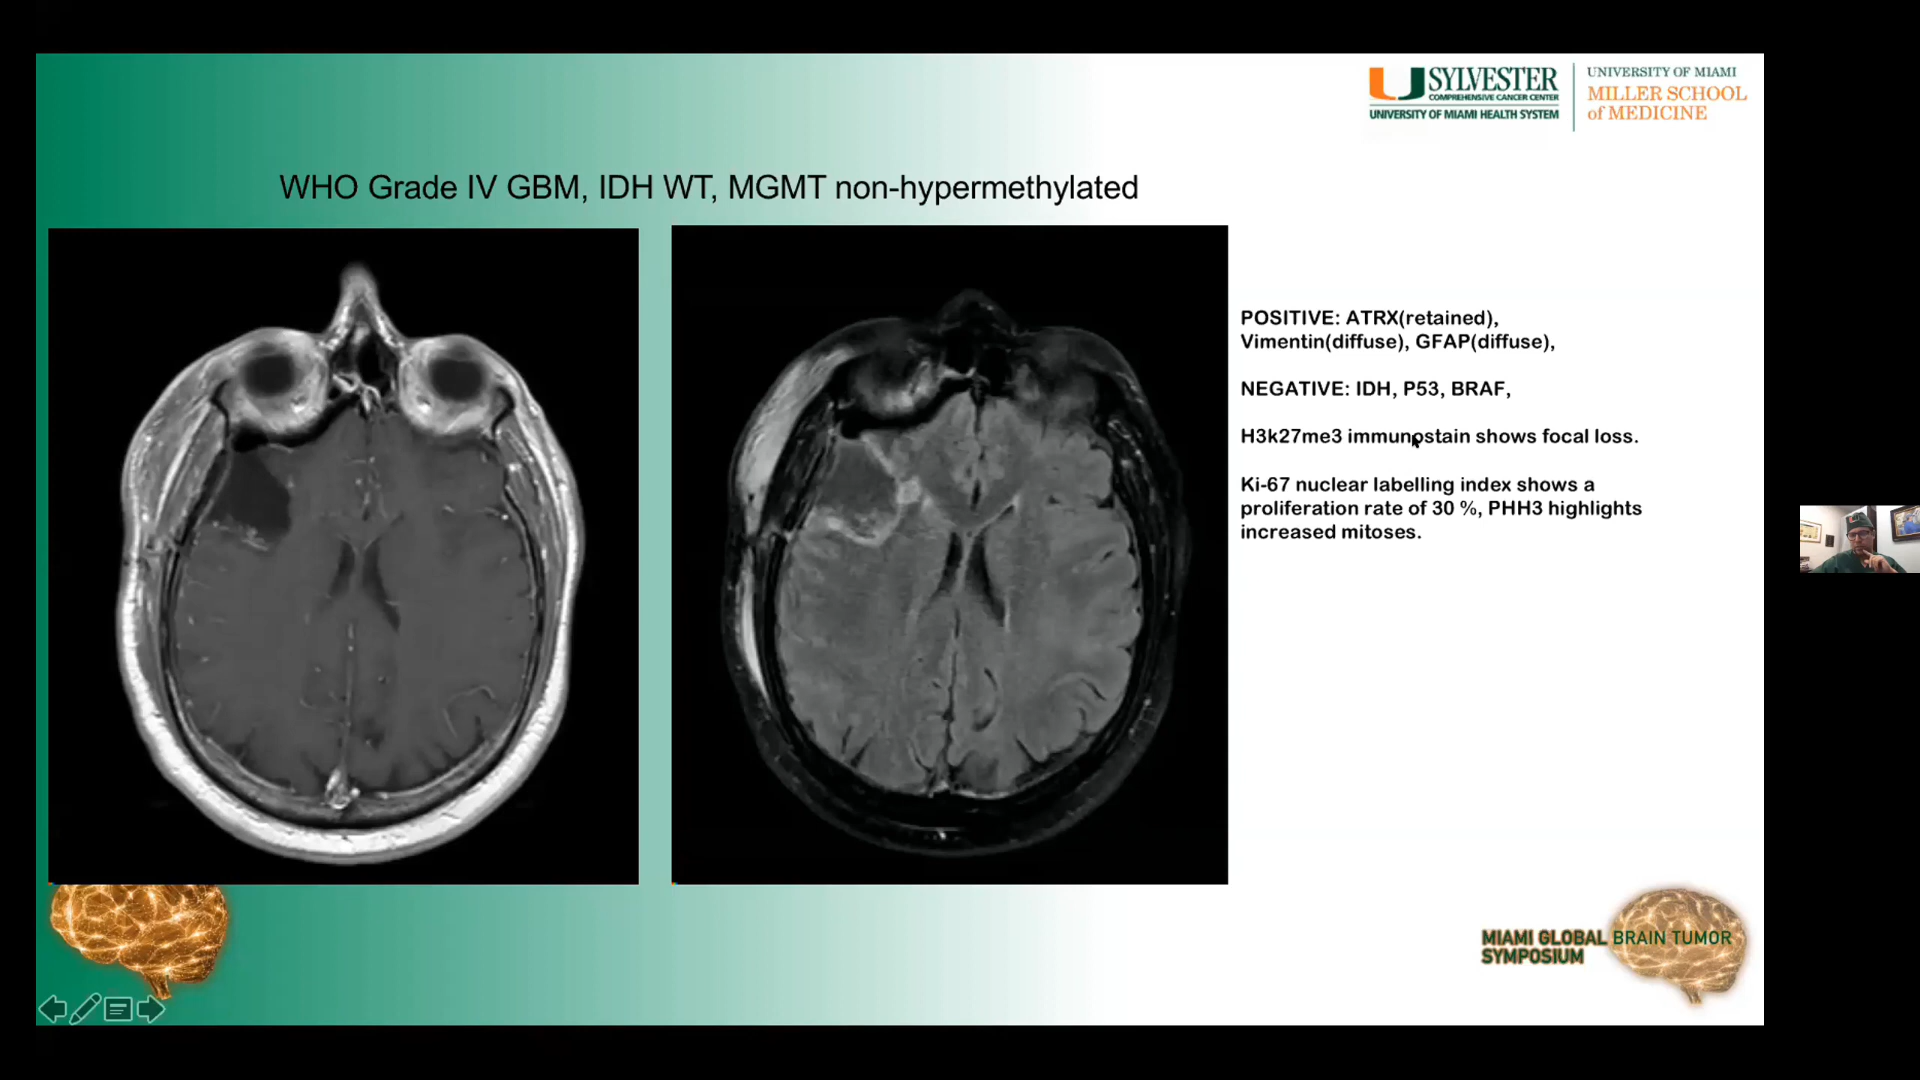 SYLVESTER
COMPREHENSIVE CANCER CENTER
UNIVERSITY OF MIAMI HEALTH SYSTEM
UNIVERSITY OF MIAMI
MILLER SCHOOL
of MEDICINE
WHO Grade IV GBM, IDH WT, MGMT non-hypermethylated
POSITIVE: ATRX(retained),
Vimentin(diffuse), GFAP(diffuse),
NEGATIVE: IDH, P53, BRAF,
H3k27me3 immunostain shows focal loss.
Ki-67 nuclear labelling index shows a
proliferation rate of 30 %, PHH3 highlights
increased mitoses.
MIAMI GLOBAL BRAIN TUMOR
SYMPOSIUM